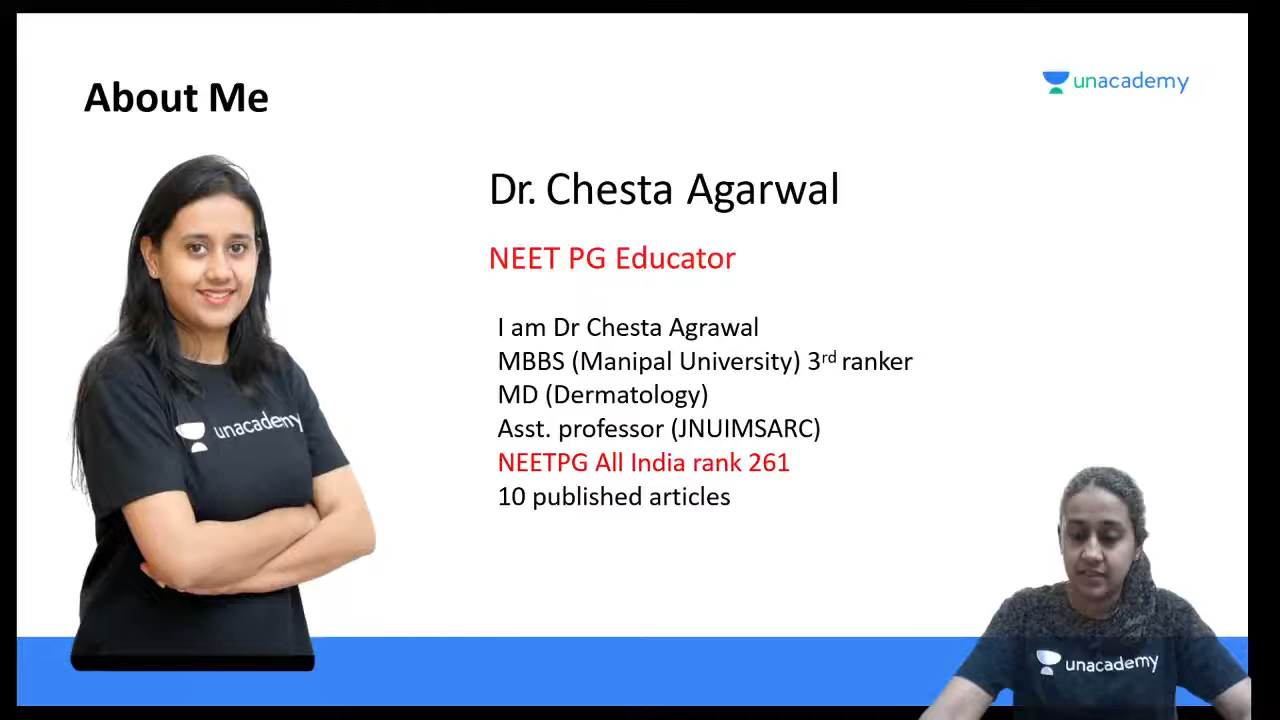 About Me
unacademy
Dr. Chesta Agarwal
NEET PG Educator
I am Dr Chesta Agrawal
MBBS (Manipal University) 3rd ranker
MD (Dermatology)
Asst. professor (JNUIMSARC)
NEETPG All India rank 261
10 published articles
unacademy
unacademy